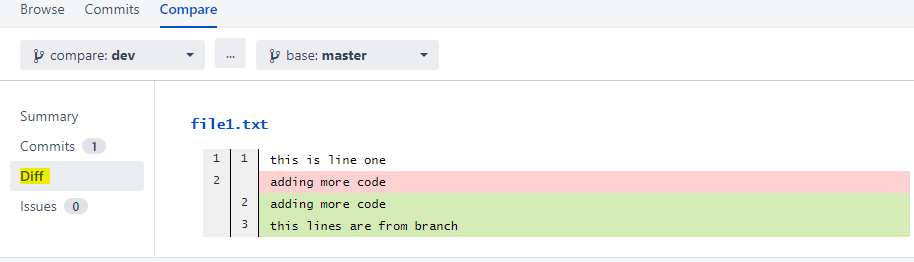 Browse Commits Compare
compare: dev ... base: master
Summary
Commits 1
Diff
Issues 0
file1.txt
1 1 this is line one
2 adding more code
2 adding more code
3 this lines are from branch